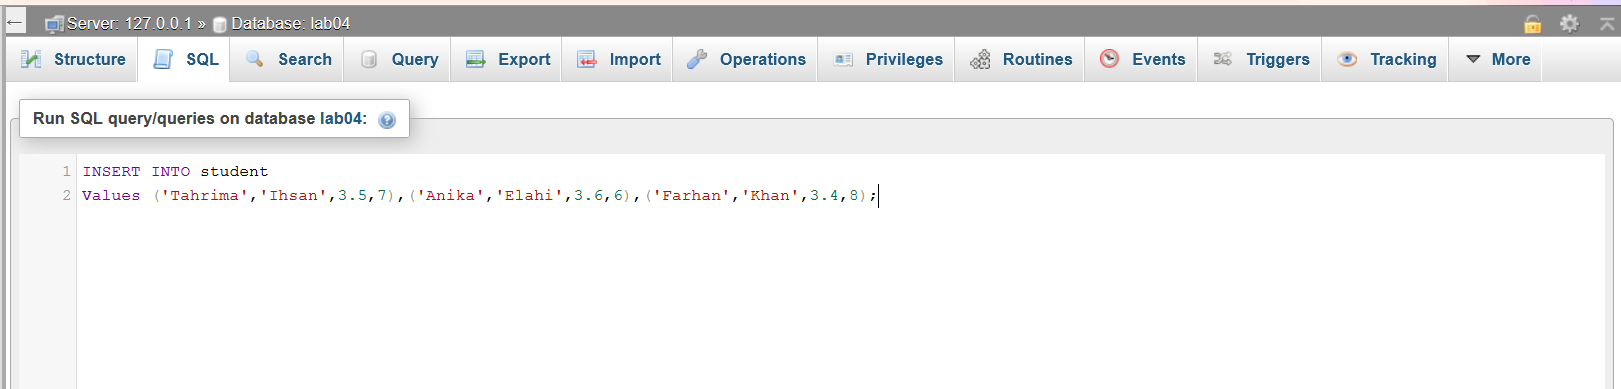 ← Server: 127.0.0.1 » Database: lab04
Structure SQL Search Query Export Import Operations Privileges Routines Events Triggers Tracking More
Run SQL query/queries on database lab04:
1 INSERT INTO student
2 Values ('Tahrima','Ihsan',3.5,7),('Anika','Elahi',3.6,6),('Farhan','Khan',3.4,8);